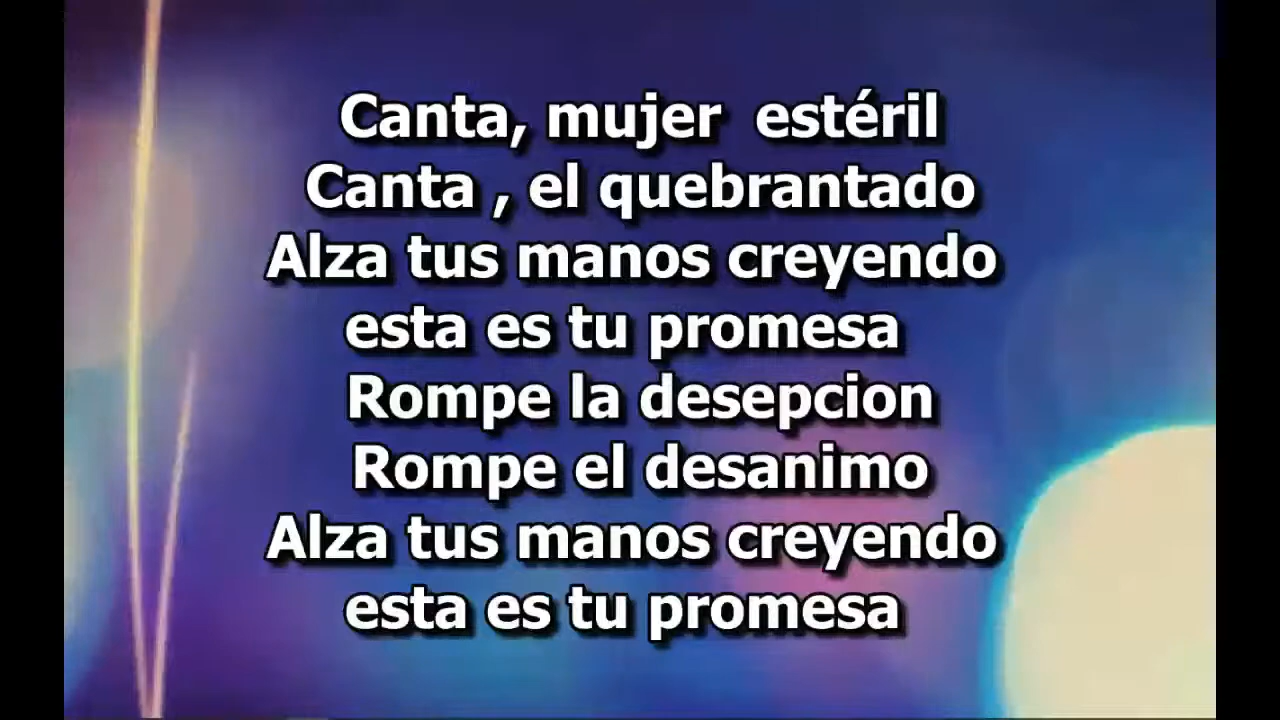 Canta, mujer estéril
Canta , el quebrantado
Alza tus manos creyendo
esta es tu promesa
Rompe la desepcion
Rompe el desanimo
Alza tus manos creyendo
esta es tu promesa